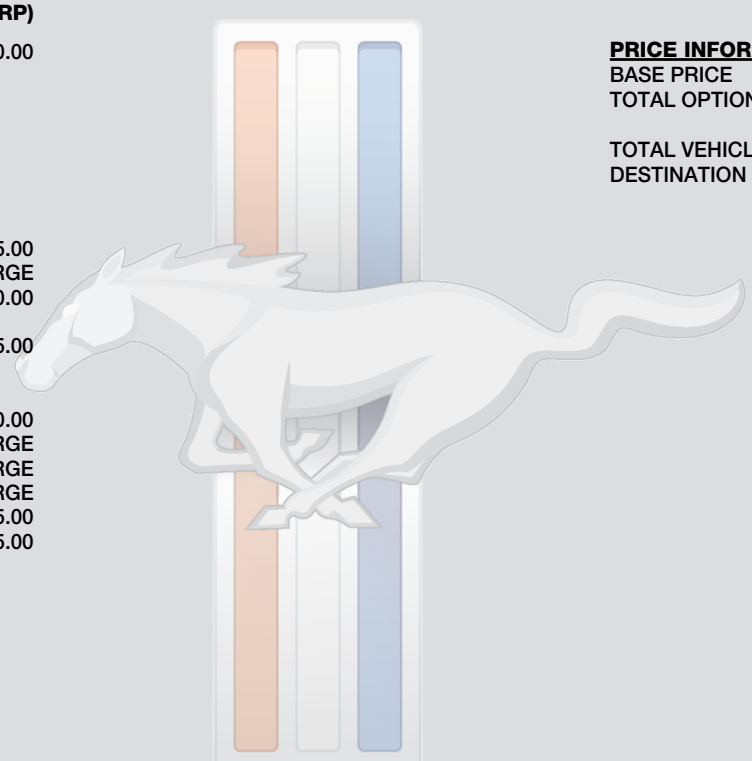 RP)
0.00
5.00
RGE
0.00
5.00
0.00
RGE
RGE
RGE
5.00
5.00
PRICE INFOR
BASE PRICE
TOTAL OPTION
TOTAL VEHICL
DESTINATION